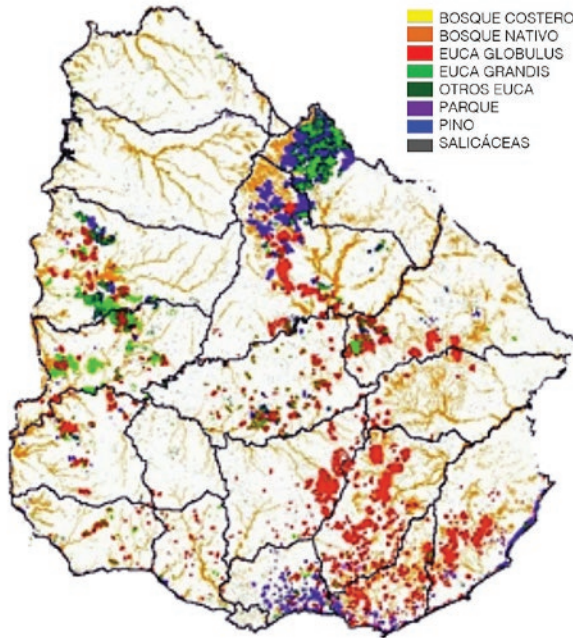 BOSQUE COSTERO
BOSQUE NATIVO
EUCA GLOBULUS
EUCA GRANDIS
OTROS EUCA
PARQUE
PINO
SALICÁCEAS